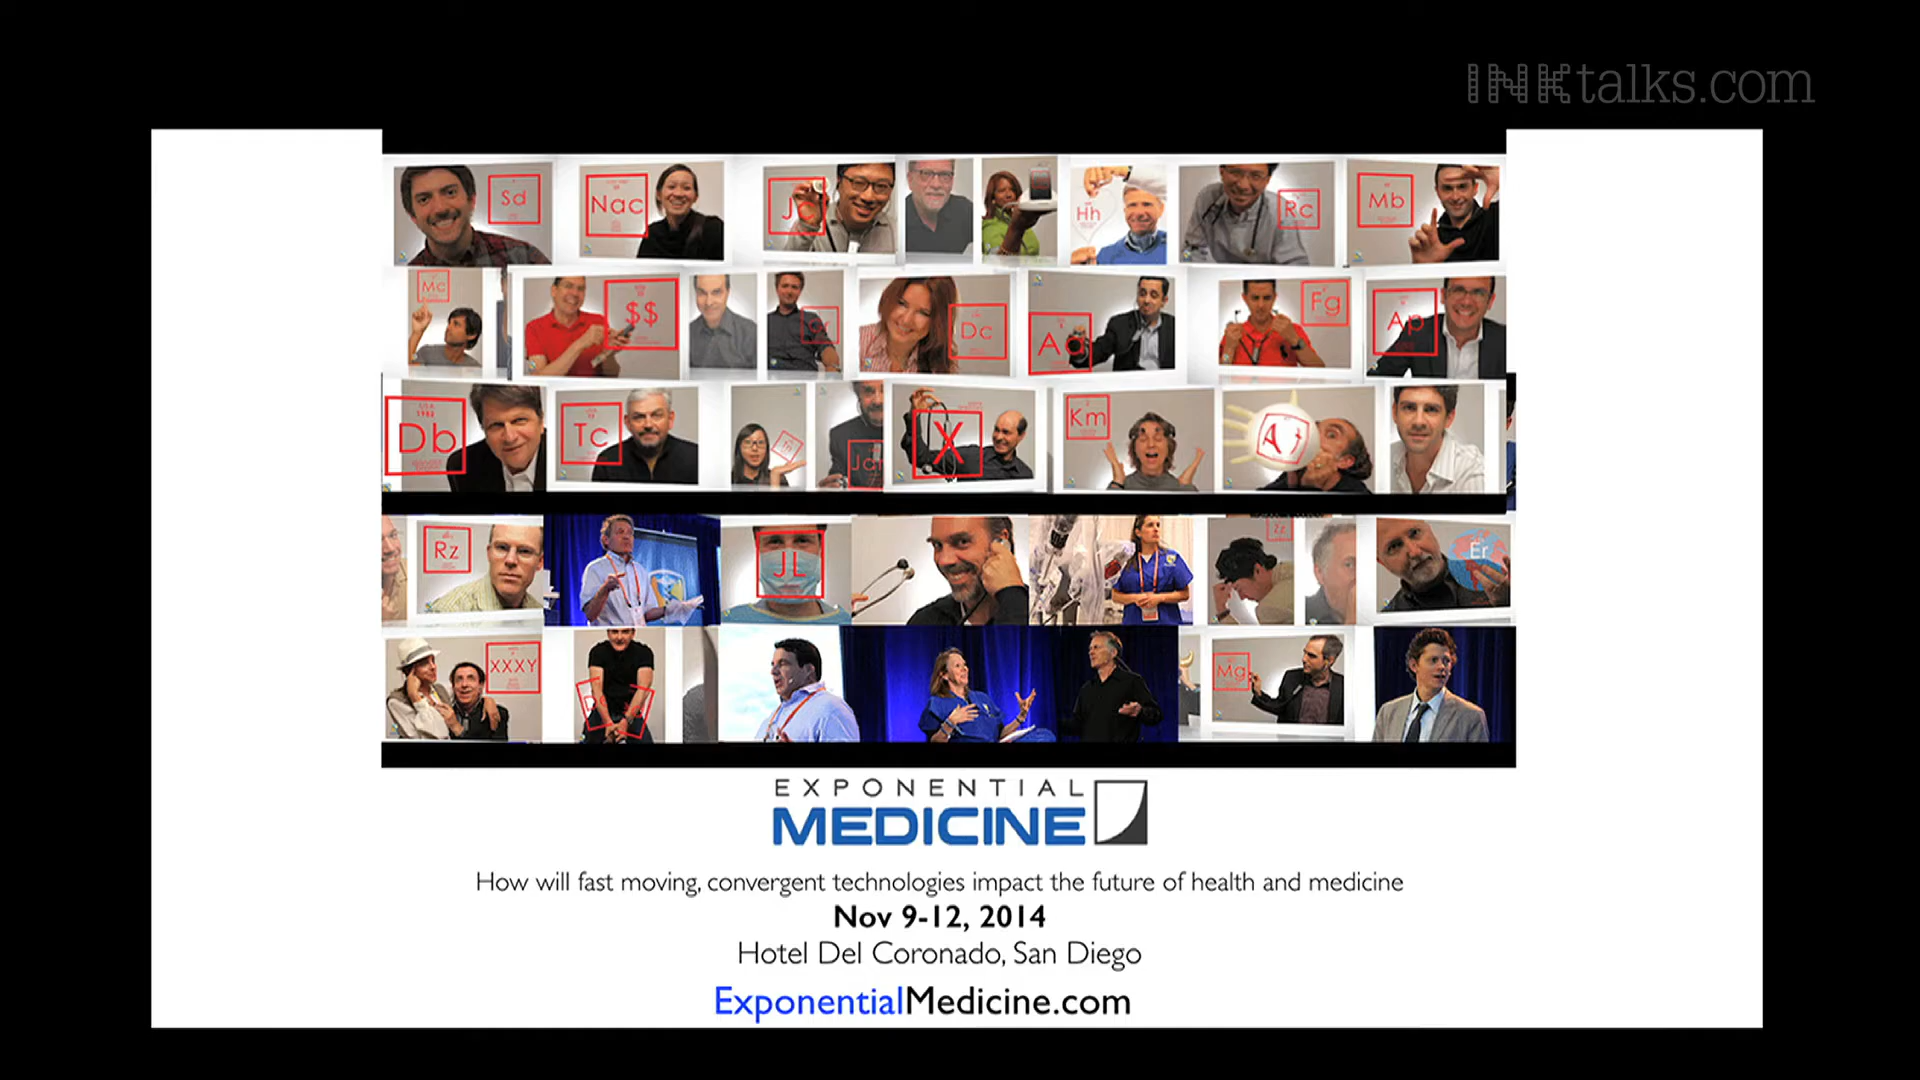 INKtalks.com
Sd
Nac
Hh
Rc
Mb
Mc
$$
Dc
Fg
Ap
USA
1982
Db
Tc
X
Km
Rz
JL
Er
XXXY
Mg
EXPONENTIAL
MEDICINE
How will fast moving, convergent technologies impact the future of health and medicine
Nov 9-12, 2014
Hotel Del Coronado, San Diego
ExponentialMedicine.com